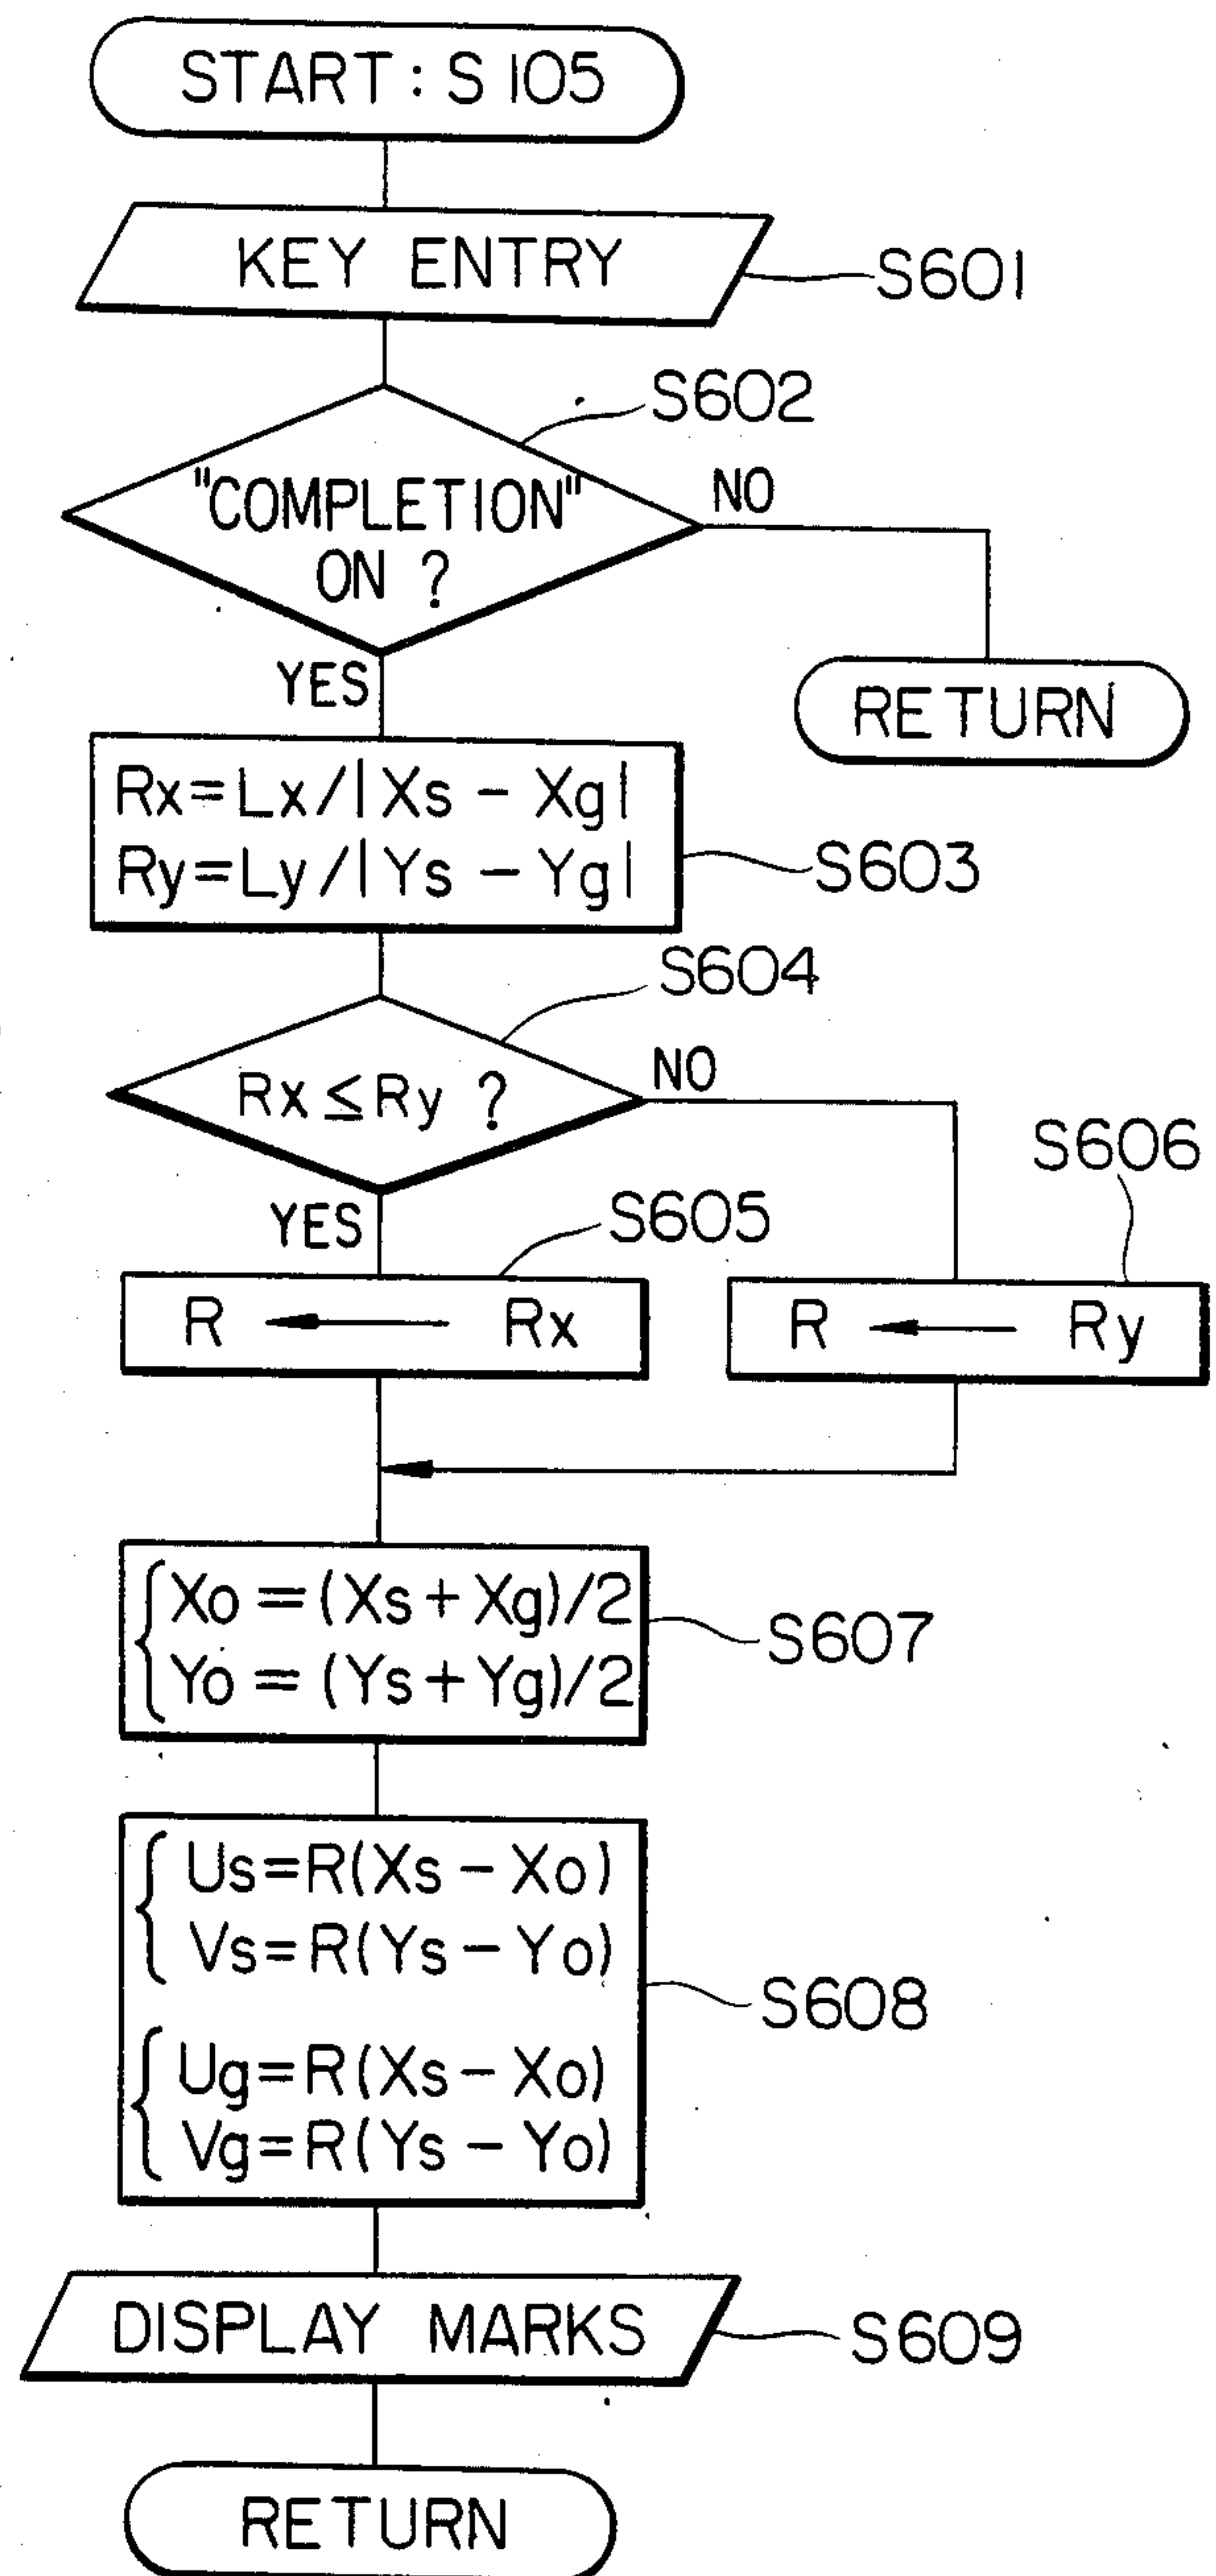 START: S105
KEY ENTRY
S601
S602
"COMPLETION"
ON ?
NO
YES
RETURN
Rx=Lx/|Xs - Xg|
Ry=Ly/|Ys - Yg|
S603
S604
Rx≤Ry ?
NO
YES
S605
S606
R ← Rx
R ← Ry
Xo = (Xs + Xg)/2
Yo = (Ys + Yg)/2
S607
Us=R(Xs - Xo)
Vs=R(Ys - Yo)
S608
Ug=R(Xs - Xo)
Vg=R(Ys - Yo)
DISPLAY MARKS
S609
RETURN